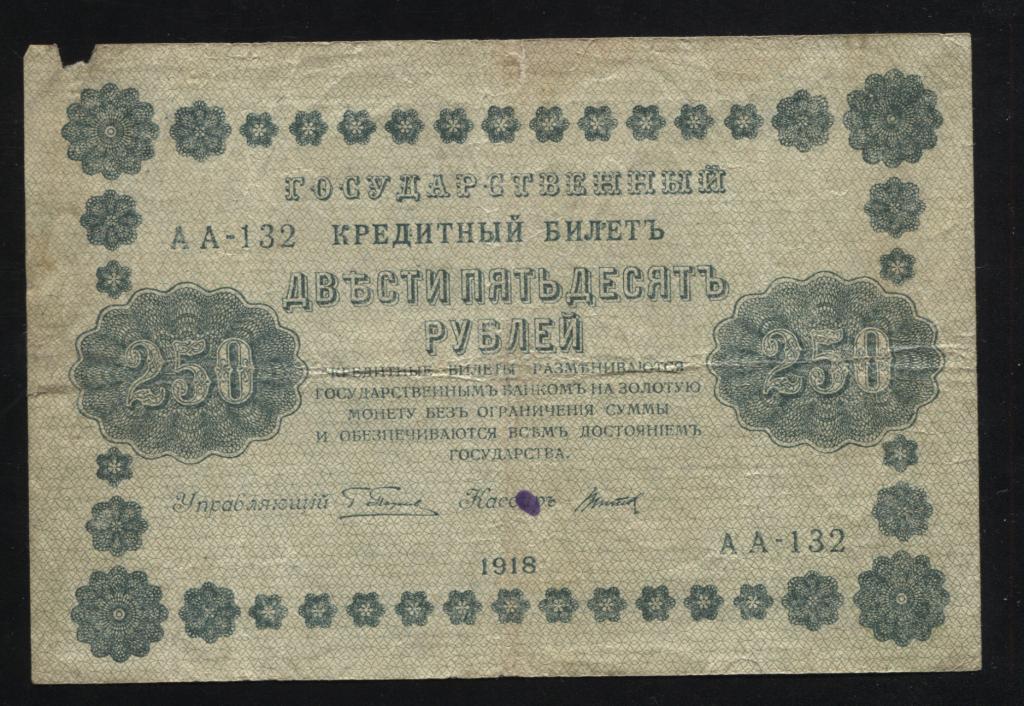 ГОСУДАРСТВЕННЫЙ
АА-132 КРЕДИТНЫЙ БИЛЕТЪ
ДВѢСТИ ПЯТЬДЕСЯТЪ
РУБЛЕЙ
250
250
КРЕДИТНЫЕ БИЛЕТЫ РАЗМѢНИВАЮТСЯ
ГОСУДАРСТВЕННЫМЪ БАНКОМЪ НА ЗОЛОТУЮ
МОНЕТУ БЕЗЪ ОГРАНИЧЕНІЯ СУММЫ
И ОБЕЗПЕЧИВАЮТСЯ ВСѢМЪ ДОСТОЯНІЕМЪ
ГОСУДАРСТВА.
Управляющій Кассиръ
АА-132
1918